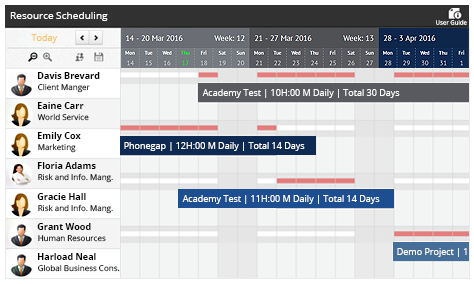 Resource Scheduling
User Guide
Today
14 - 20 Mar 2016 Week: 12 21 - 27 Mar 2016 Week: 13 28 - 3 Apr 2016
Mon Tue Wed Thu Fri Sat Sun Mon Tue Wed Thu Fri Sat Sun Mon Tue Wed Thu Fri
14 15 16 17 18 19 20 21 22 23 24 25 26 27 28 29 30 31 1
Davis Brevard
Client Manger
Academy Test | 10H:00 M Daily | Total 30 Days
Eaine Carr
World Service
Emily Cox
Marketing
Phonegap | 12H:00 M Daily | Total 14 Days
Floria Adams
Risk and Info. Mang.
Gracie Hall
Risk and Info. Mang.
Academy Test | 11H:00 M Daily | Total 14 Days
Grant Wood
Human Resources
Demo Project | 1
Harload Neal
Global Business Cons.